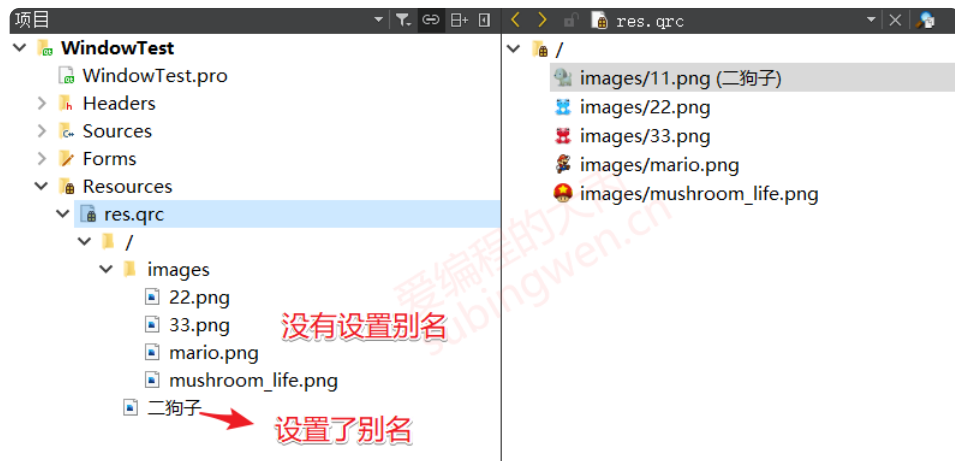 项目
res.qrc
WindowTest
WindowTest.pro
Headers
Sources
Forms
Resources
res.qrc
/
images
22.png
33.png
mario.png
mushroom_life.png
二狗子
没有设置别名
设置了别名
/
images/11.png (二狗子)
images/22.png
images/33.png
images/mario.png
images/mushroom_life.png
爱编程的大丙
subingwen.cn